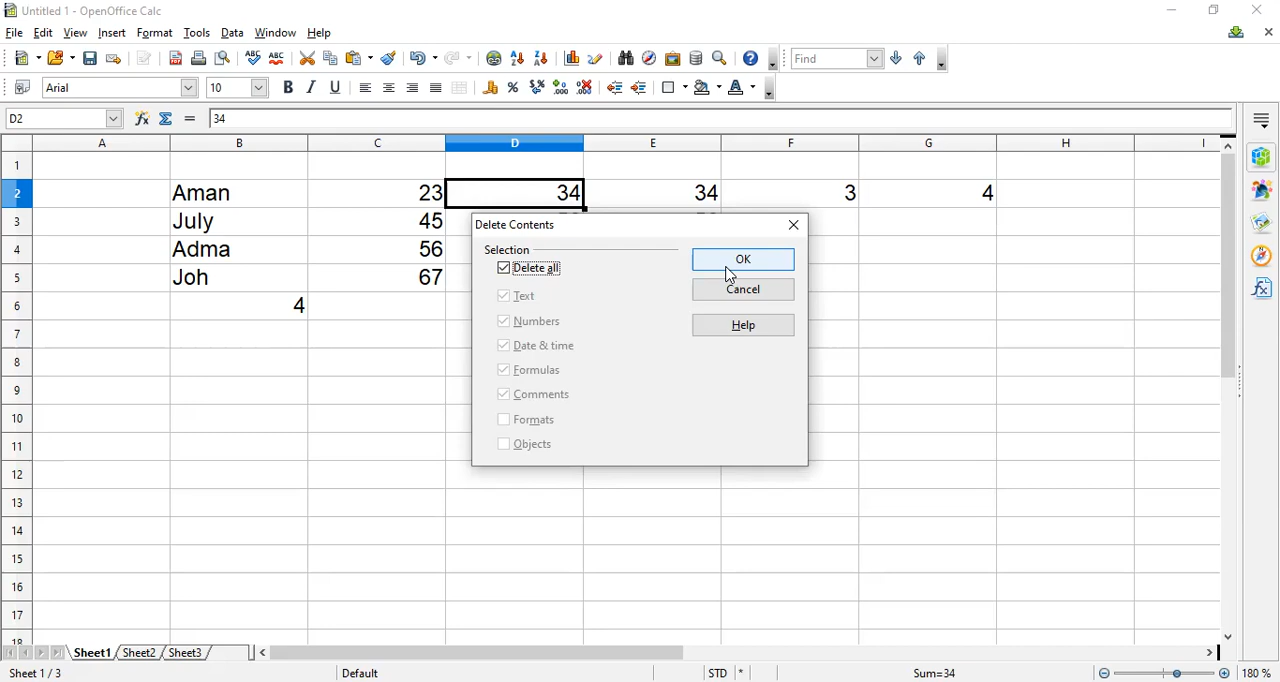 Untitled 1 - OpenOffice Calc
File Edit View Insert Format Tools Data Window Help
Find
Arial 10
D2 34
A B C D E F G H I
1
2 Aman 23 34 34 3 4
3 July 45
4 Adma 56
5 Joh 67
6 4
7
8
9
10
11
12
13
14
15
16
17
18
Delete Contents
Selection
Delete all
Text
Numbers
Date & time
Formulas
Comments
Formats
Objects
OK
Cancel
Help
Sheet1 Sheet2 Sheet3
Sheet 1 / 3 Default STD * Sum=34 180 %